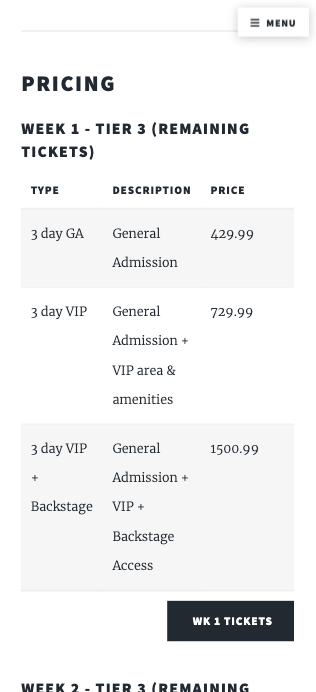 MENU
PRICING
WEEK 1 - TIER 3 (REMAINING
TICKETS)
TYPE DESCRIPTION PRICE
3 day GA General 429.99
Admission
3 day VIP General 729.99
Admission +
VIP area &
amenities
3 day VIP General 1500.99
+ Admission +
Backstage VIP +
Backstage
Access
WK 1 TICKETS
WEEK 2 - TIER 3 (REMAINING